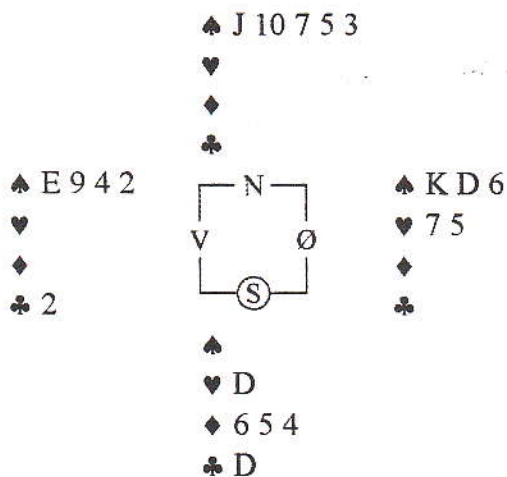 ♠ J 10 7 5 3
♥
♦
♣
♠ E 9 4 2
♥
♦
♣ 2
N
V Ø
S
♠ K D 6
♥ 7 5
♦
♣
♠
♥ D
♦ 6 5 4
♣ D